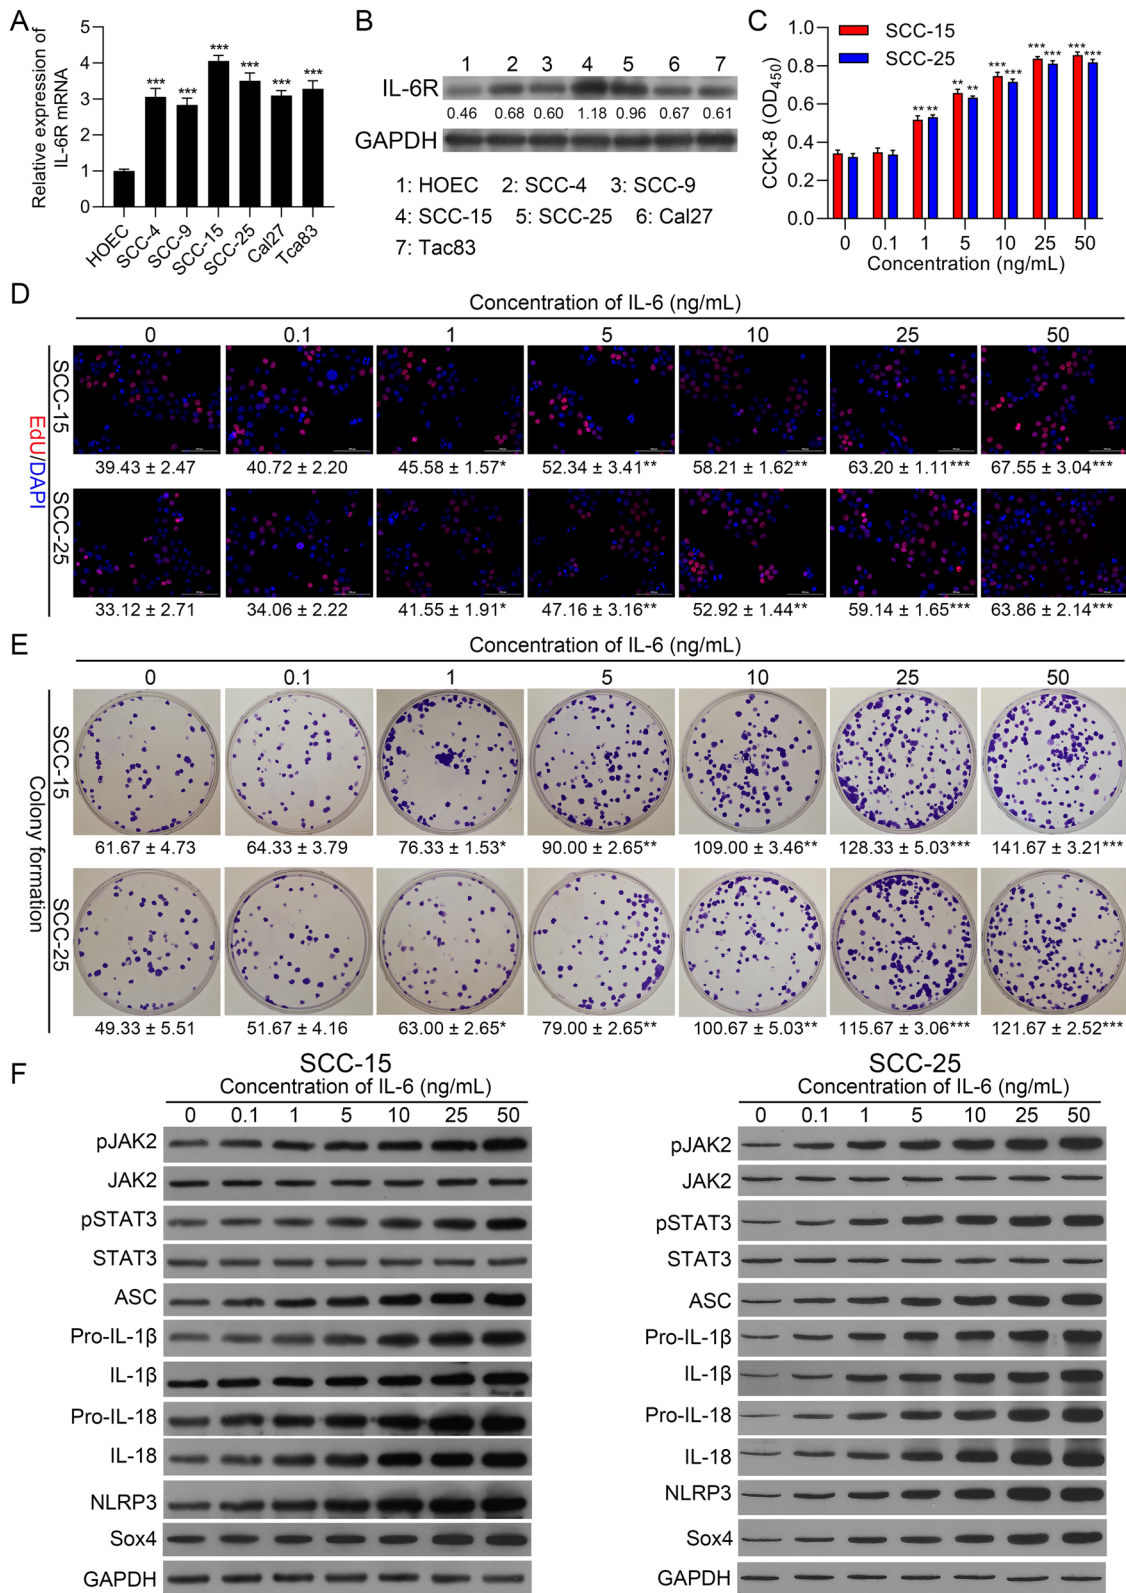 A
Relative expression of
IL-6R mRNA
5
4
3
2
1
0
***
***
***
***
***
***
HOEC
SCC-4
SCC-9
SCC-15
SCC-25
Cal27
Tca83
B
1 2 3 4 5 6 7
IL-6R
0.46 0.68 0.60 1.18 0.96 0.67 0.61
GAPDH
1: HOEC 2: SCC-4 3: SCC-9
4: SCC-15 5: SCC-25 6: Cal27
7: Tac83
C
SCC-15
SCC-25
CCK-8 (OD450)
1.0
0.8
0.6
0.4
0.2
0.0
** **
** **
*** ***
*** ***
*** ***
0 0.1 1 5 10 25 50
Concentration (ng/mL)
D
Concentration of IL-6 (ng/mL)
0 0.1 1 5 10 25 50
EdU/DAPI
SCC-15
39.43 ± 2.47 40.72 ± 2.20 45.58 ± 1.57* 52.34 ± 3.41** 58.21 ± 1.62** 63.20 ± 1.11*** 67.55 ± 3.04***
SCC-25
33.12 ± 2.71 34.06 ± 2.22 41.55 ± 1.91* 47.16 ± 3.16** 52.92 ± 1.44** 59.14 ± 1.65*** 63.86 ± 2.14***
E
Concentration of IL-6 (ng/mL)
0 0.1 1 5 10 25 50
Colony formation
SCC-15
61.67 ± 4.73 64.33 ± 3.79 76.33 ± 1.53* 90.00 ± 2.65** 109.00 ± 3.46** 128.33 ± 5.03*** 141.67 ± 3.21***
SCC-25
49.33 ± 5.51 51.67 ± 4.16 63.00 ± 2.65* 79.00 ± 2.65** 100.67 ± 5.03** 115.67 ± 3.06*** 121.67 ± 2.52***
F
SCC-15
Concentration of IL-6 (ng/mL)
0 0.1 1 5 10 25 50
pJAK2
JAK2
pSTAT3
STAT3
ASC
Pro-IL-1β
IL-1β
Pro-IL-18
IL-18
NLRP3
Sox4
GAPDH
SCC-25
Concentration of IL-6 (ng/mL)
0 0.1 1 5 10 25 50
pJAK2
JAK2
pSTAT3
STAT3
ASC
Pro-IL-1β
IL-1β
Pro-IL-18
IL-18
NLRP3
Sox4
GAPDH